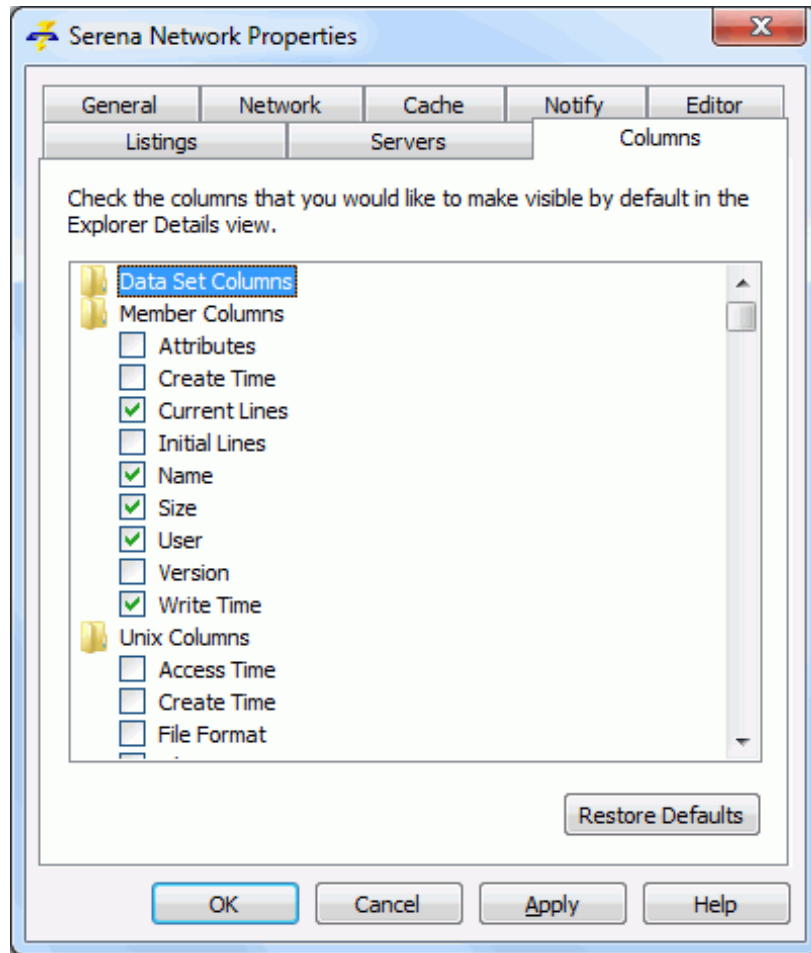 Serena Network Properties
General Network Cache Notify Editor
Listings Servers Columns
Check the columns that you would like to make visible by default in the
Explorer Details view.
Data Set Columns
Member Columns
Attributes
Create Time
Current Lines
Initial Lines
Name
Size
User
Version
Write Time
Unix Columns
Access Time
Create Time
File Format
Restore Defaults
OK Cancel Apply Help